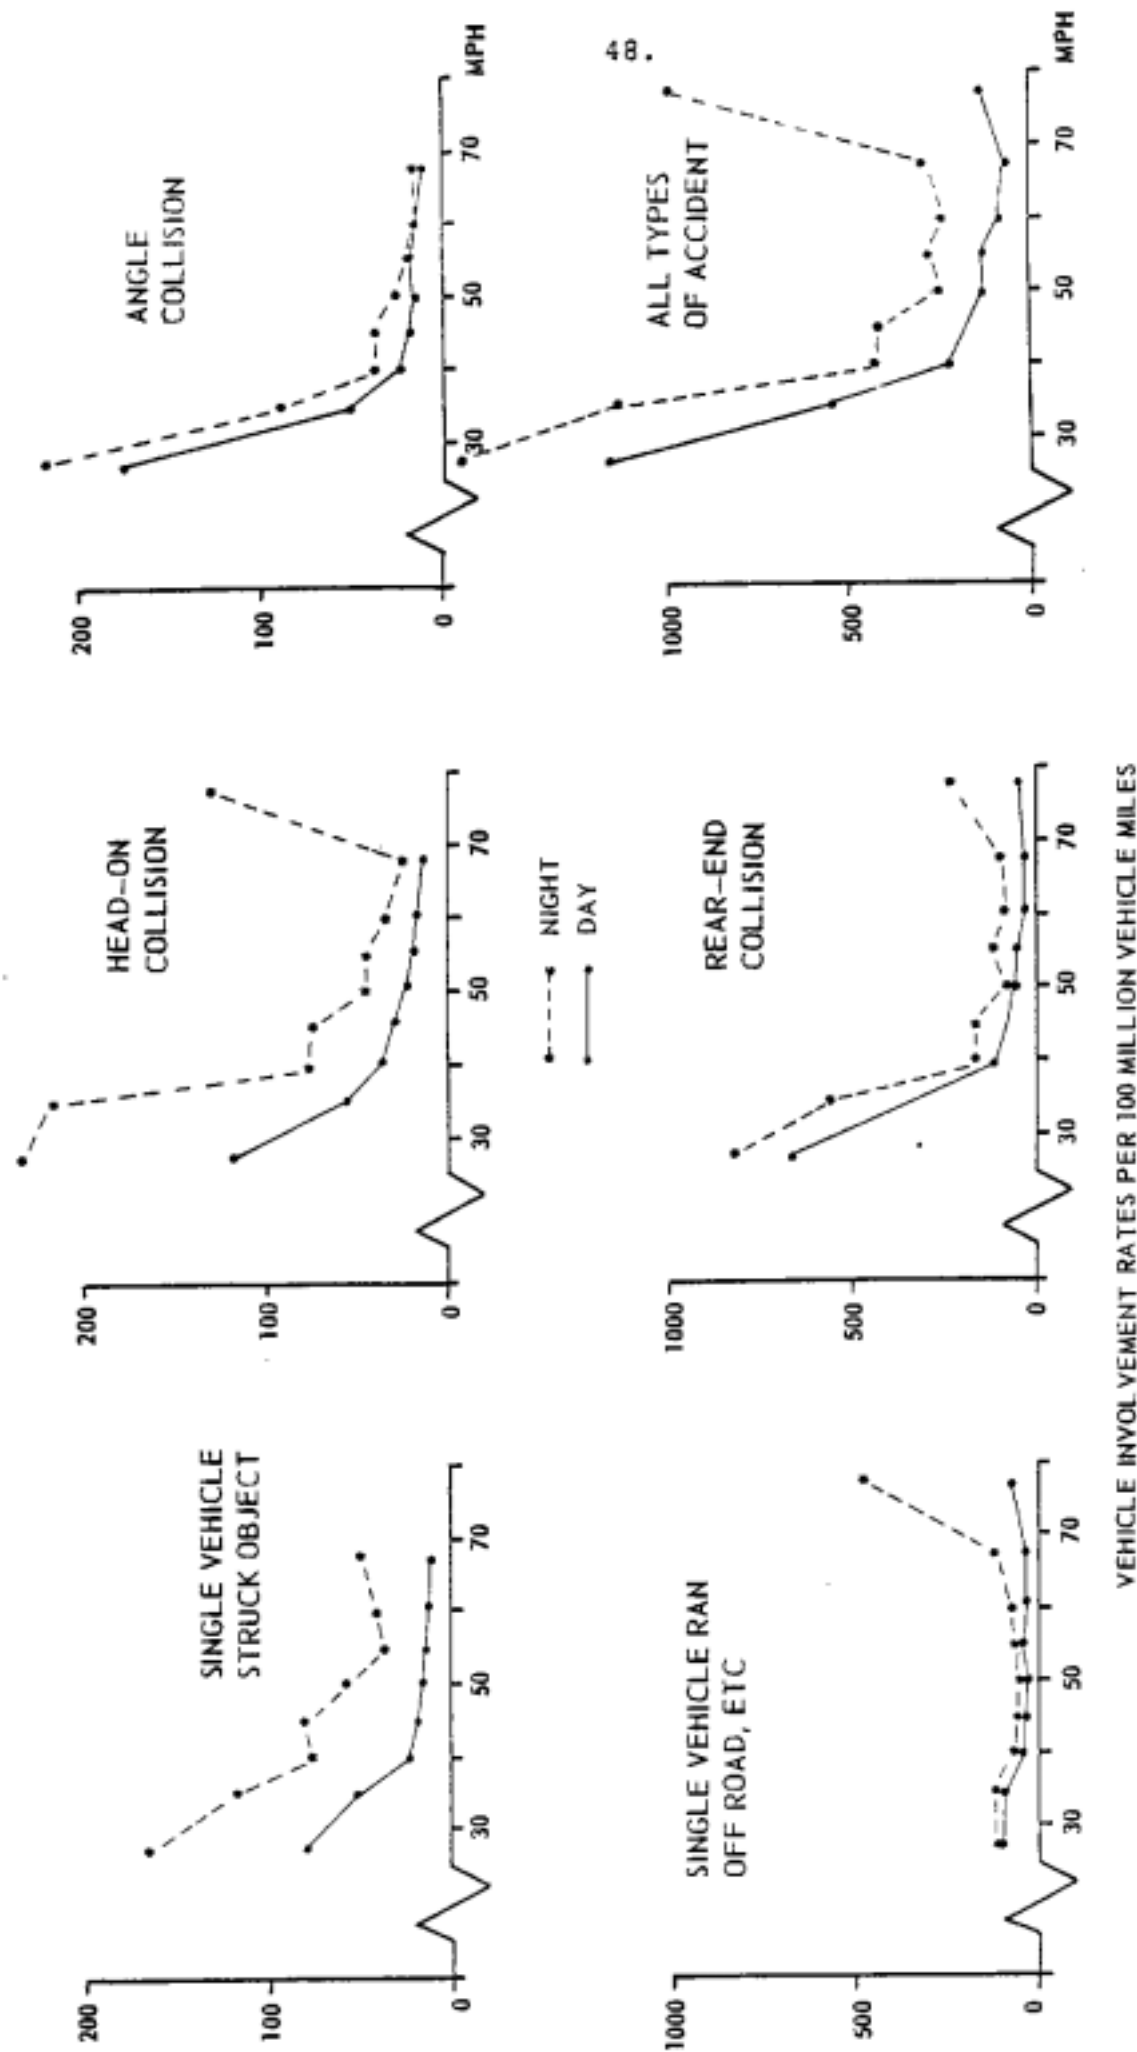 SINGLE VEHICLE
STRUCK OBJECT
200
100
0
30
50
70
HEAD-ON
COLLISION
200
100
0
30
50
70
ANGLE
COLLISION
200
100
0
30
50
70
MPH
NIGHT
DAY
48.
SINGLE VEHICLE RAN
OFF ROAD, ETC
1000
500
0
30
50
70
REAR-END
COLLISION
1000
500
0
30
50
70
ALL TYPES
OF ACCIDENT
1000
500
0
30
50
70
MPH
VEHICLE INVOLVEMENT RATES PER 100 MILLION VEHICLE MILES